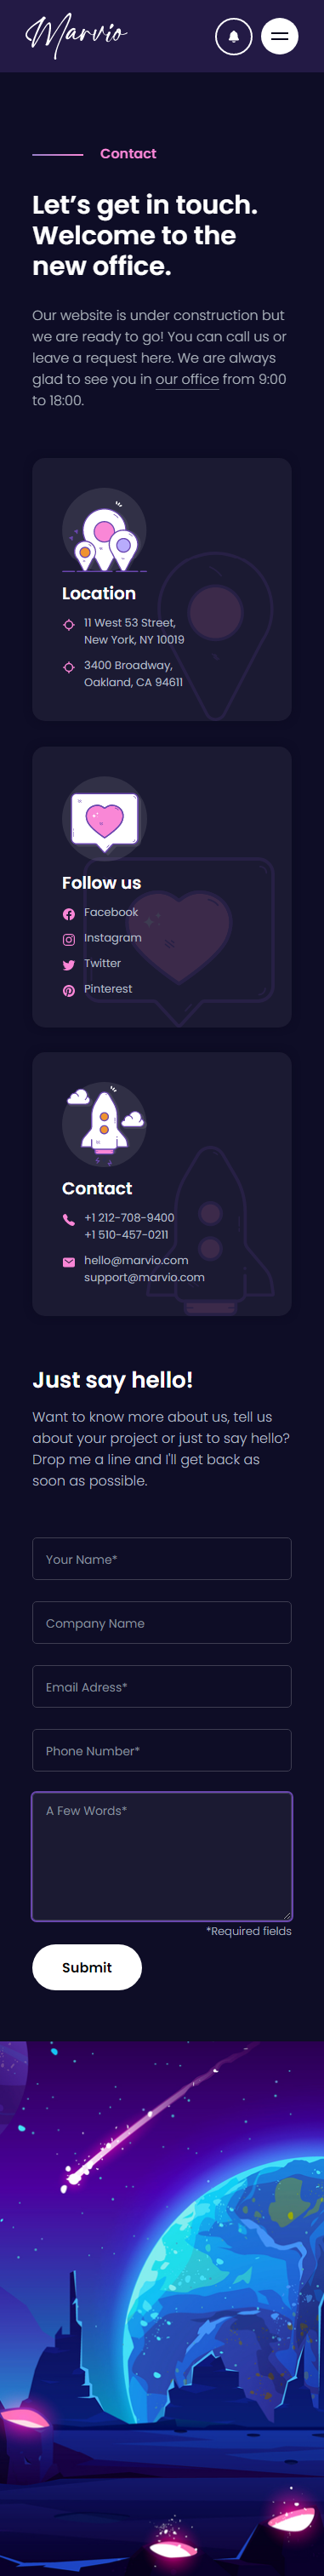 Marvio
Contact
Let’s get in touch.
Welcome to the
new office.
Our website is under construction but
we are ready to go! You can call us or
leave a request here. We are always
glad to see you in our office from 9:00
to 18:00.
Location
11 West 53 Street,
New York, NY 10019
3400 Broadway,
Oakland, CA 94611
Follow us
Facebook
Instagram
Twitter
Pinterest
Contact
+1 212-708-9400
+1 510-457-0211
hello@marvio.com
support@marvio.com
Just say hello!
Want to know more about us, tell us
about your project or just to say hello?
Drop me a line and I'll get back as
soon as possible.
Your Name*
Company Name
Email Adress*
Phone Number*
A Few Words*
*Required fields
Submit